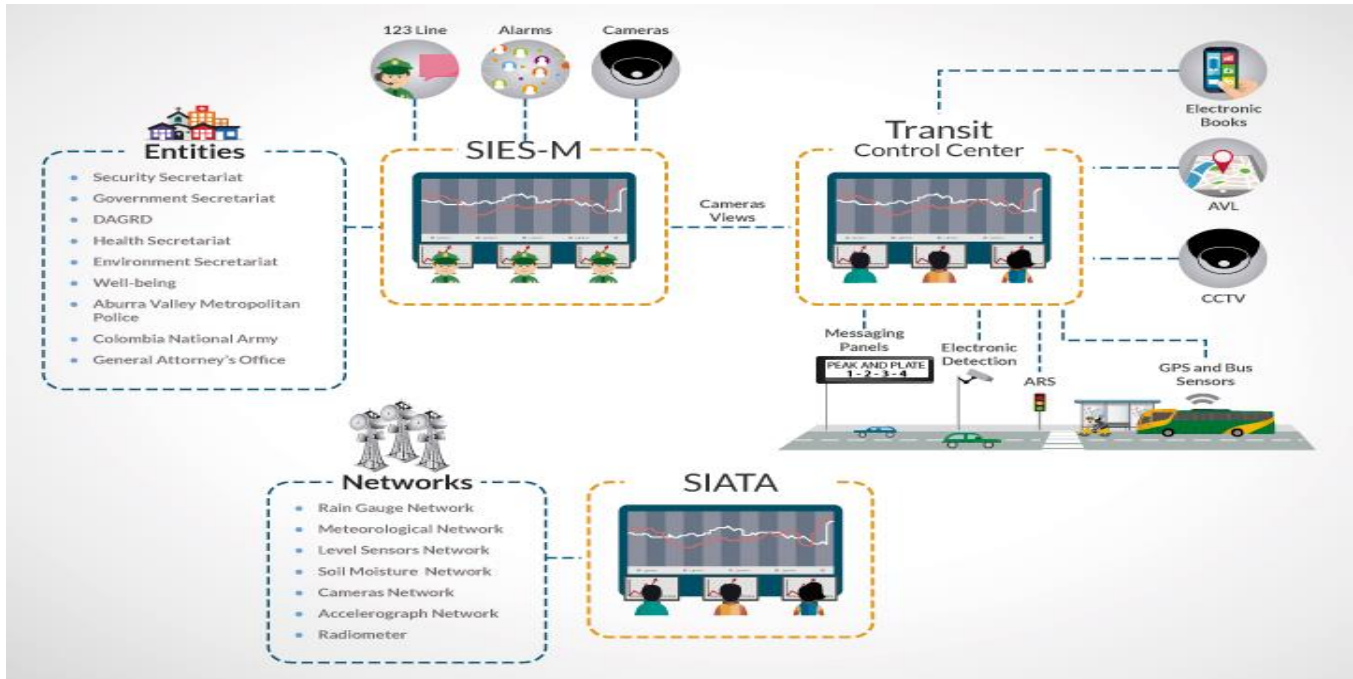 123 Line
Alarms
Cameras
Entities
Security Secretariat
Government Secretariat
DAGRD
Health Secretariat
Environment Secretariat
Well-being
Aburra Valley Metropolitan
Police
Colombia National Army
General Attorney's Office
SIES-M
Cameras
Views
Transit
Control Center
Electronic
Books
AVL
CCTV
Messaging
Panels
PEAK AND PLATE
1 - 2 - 3 - 4
Electronic
Detection
ARS
GPS and Bus
Sensors
Networks
Rain Gauge Network
Meteorological Network
Level Sensors Network
Soil Moisture Network
Cameras Network
Accelerograph Network
Radiometer
SIATA